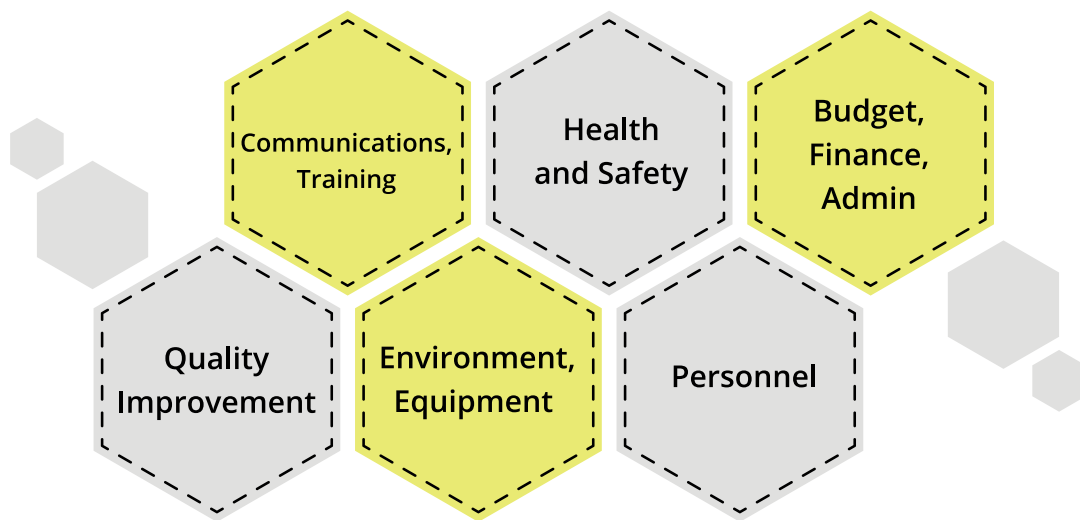 Communications,
Training
Health
and Safety
Budget,
Finance,
Admin
Quality
Improvement
Environment,
Equipment
Personnel